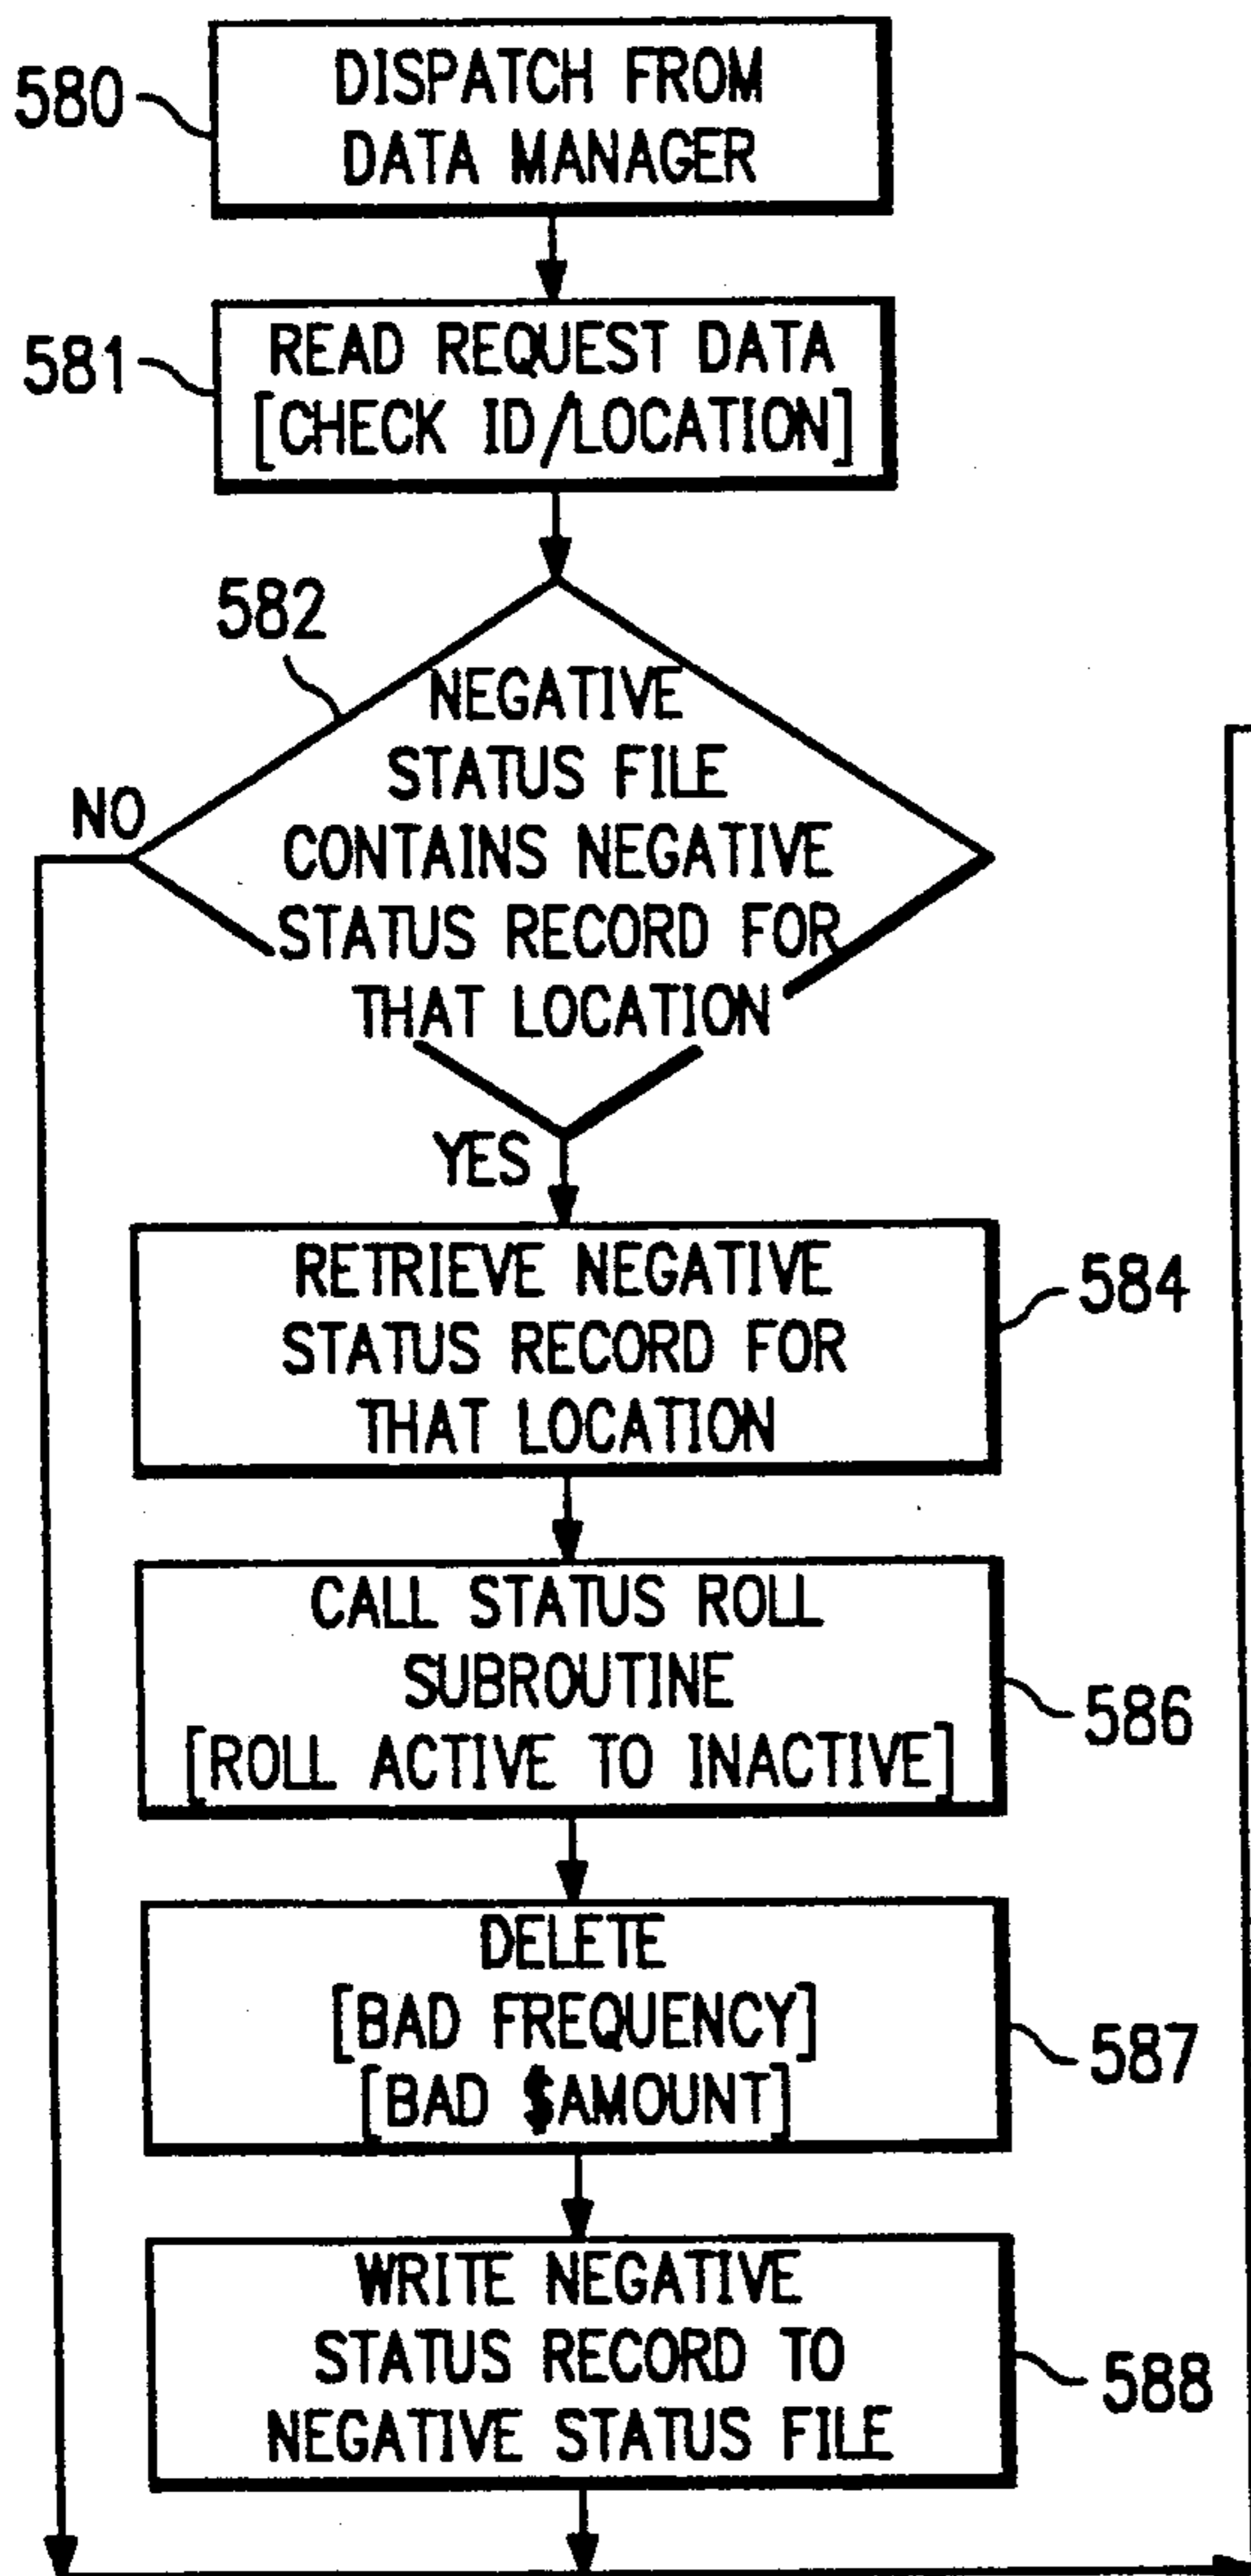 580
DISPATCH FROM
DATA MANAGER
581
READ REQUEST DATA
[CHECK ID/LOCATION]
582
NEGATIVE
STATUS FILE
CONTAINS NEGATIVE
STATUS RECORD FOR
THAT LOCATION
NO
YES
RETRIEVE NEGATIVE
STATUS RECORD FOR
THAT LOCATION
584
CALL STATUS ROLL
SUBROUTINE
[ROLL ACTIVE TO INACTIVE]
586
DELETE
[BAD FREQUENCY]
[BAD $AMOUNT]
587
WRITE NEGATIVE
STATUS RECORD TO
NEGATIVE STATUS FILE
588